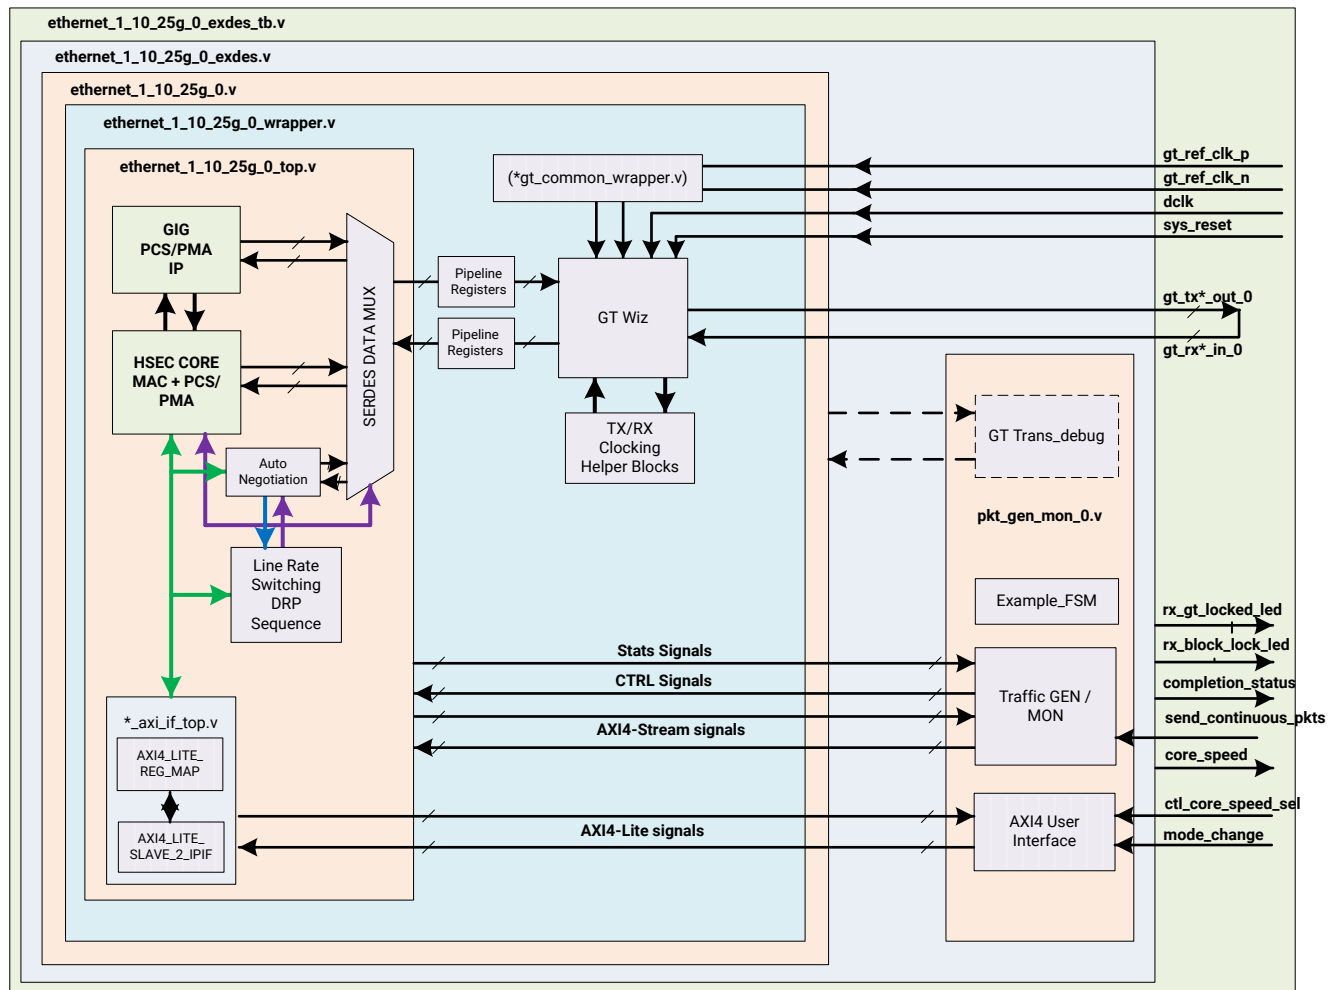 ethernet_1_10_25g_0_exdes_tb.v
ethernet_1_10_25g_0_exdes.v
ethernet_1_10_25g_0.v
ethernet_1_10_25g_0_wrapper.v
ethernet_1_10_25g_0_top.v
(*gt_common_wrapper.v)
gt_ref_clk_p
gt_ref_clk_n
dclk
sys_reset
GIG
PCS/PMA
IP
SERDES DATA MUX
Pipeline
Registers
Pipeline
Registers
GT Wiz
gt_tx*_out_0
gt_rx*_in_0
HSEC CORE
MAC + PCS/
PMA
TX/RX
Clocking
Helper Blocks
GT Trans_debug
Auto
Negotiation
pkt_gen_mon_0.v
Line Rate
Switching
DRP
Sequence
Example_FSM
rx_gt_locked_led
rx_block_lock_led
completion_status
send_continuous_pkts
core_speed
Stats Signals
CTRL Signals
AXI4-Stream signals
Traffic GEN /
MON
*_axi_if_top.v
AXI4_LITE_
REG_MAP
AXI4_LITE_
SLAVE_2_IPIF
AXI4-Lite signals
AXI4 User
Interface
ctl_core_speed_sel
mode_change